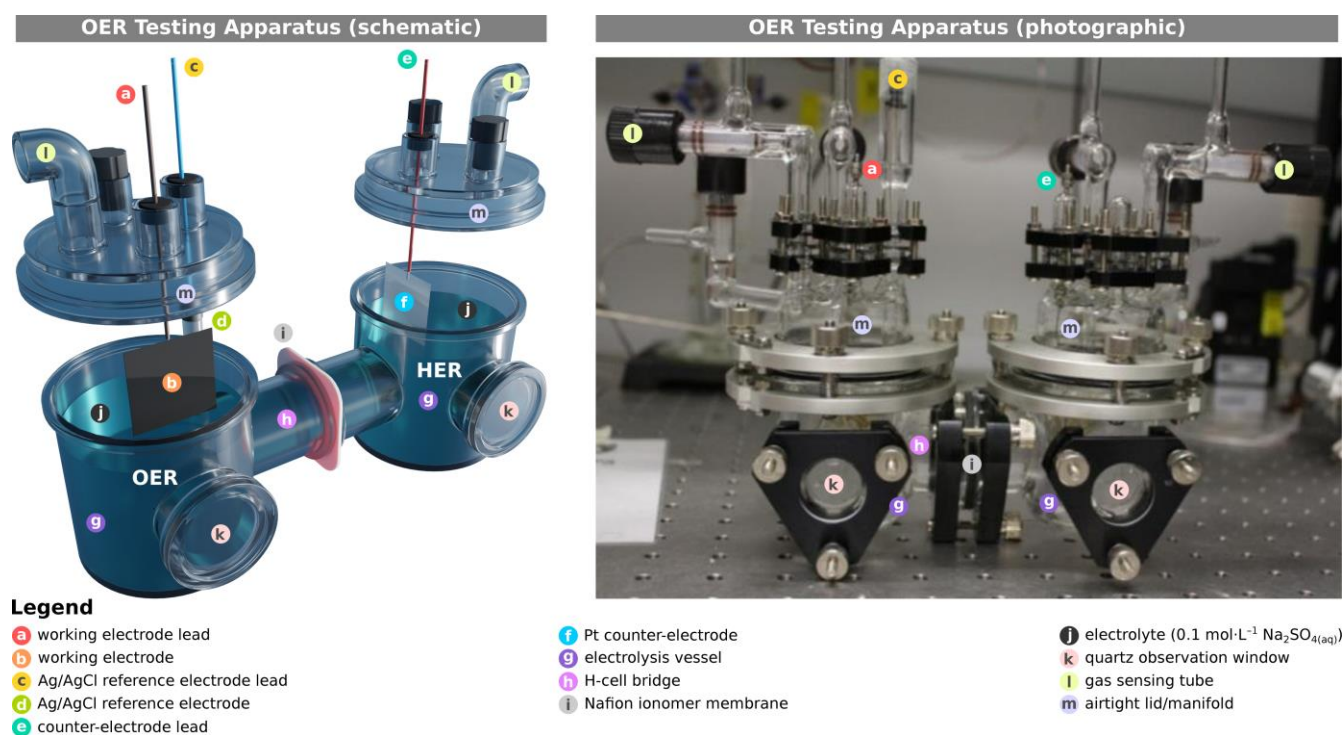 OER Testing Apparatus (schematic)
c
e
a
l
l
m
m
f
j
d
i
b
HER
j
g
k
h
OER
g
k
OER Testing Apparatus (photographic)
c
l
a
e
l
m
m
h
i
k
k
g
g
Legend
a working electrode lead
b working electrode
c Ag/AgCl reference electrode lead
d Ag/AgCl reference electrode
e counter-electrode lead
f Pt counter-electrode
g electrolysis vessel
h H-cell bridge
i Nafion ionomer membrane
j electrolyte (0.1 mol·L⁻¹ Na₂SO₄₍aq₎)
k quartz observation window
l gas sensing tube
m airtight lid/manifold